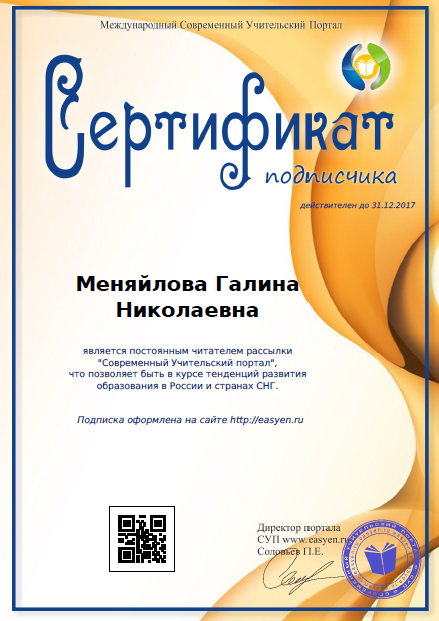 Международный Современный Учительский Портал
Сертификат
подписчика
действителен до 31.12.2017
Меняйлова Галина
Николаевна
является постоянным читателем рассылки
"Современный Учительский портал",
что позволяет быть в курсе тенденций развития
образования в России и странах СНГ.
Подписка оформлена на сайте http://easyen.ru
Директор портала
СУП www.easyen.ru
Соловьев П.Е.